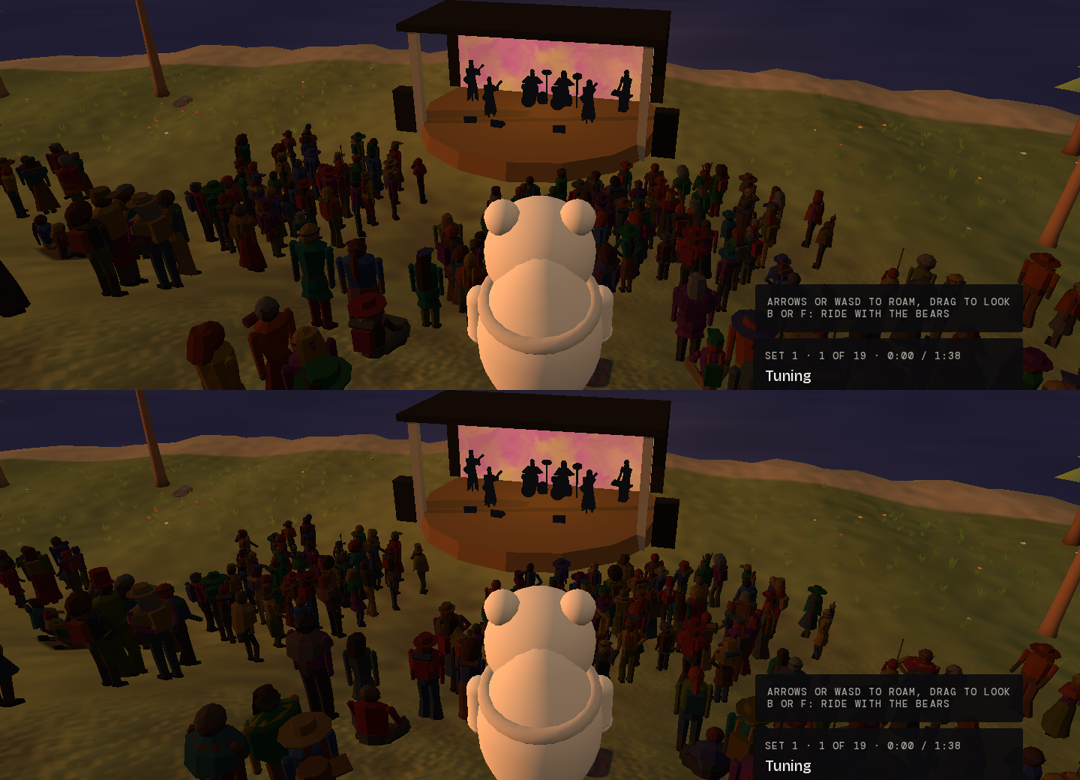 ARROWS OR WASD TO ROAM, DRAG TO LOOK
B OR F: RIDE WITH THE BEARS
SET 1 · 1 OF 19 · 0:00 / 1:38
Tuning
ARROWS OR WASD TO ROAM, DRAG TO LOOK
B OR F: RIDE WITH THE BEARS
SET 1 · 1 OF 19 · 0:00 / 1:38
Tuning